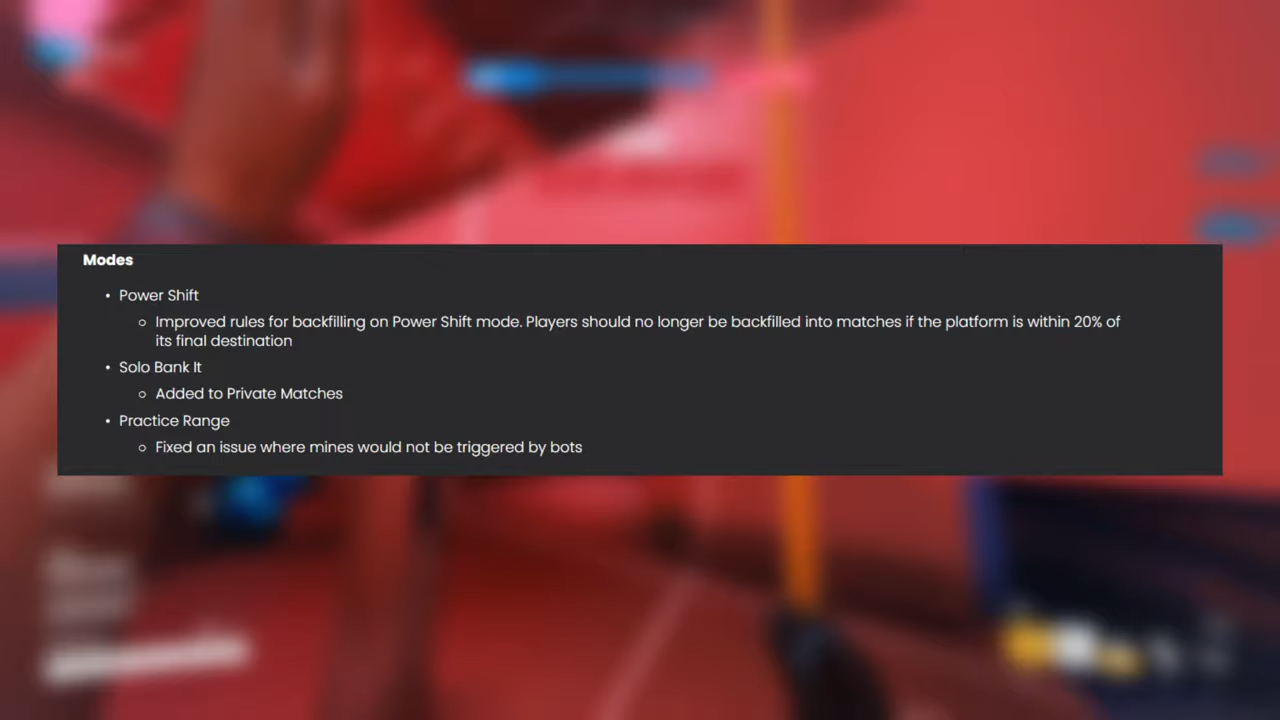 Modes
• Power Shift
○ Improved rules for backfilling on Power Shift mode. Players should no longer be backfilled into matches if the platform is within 20% of
its final destination
• Solo Bank It
○ Added to Private Matches
• Practice Range
○ Fixed an issue where mines would not be triggered by bots